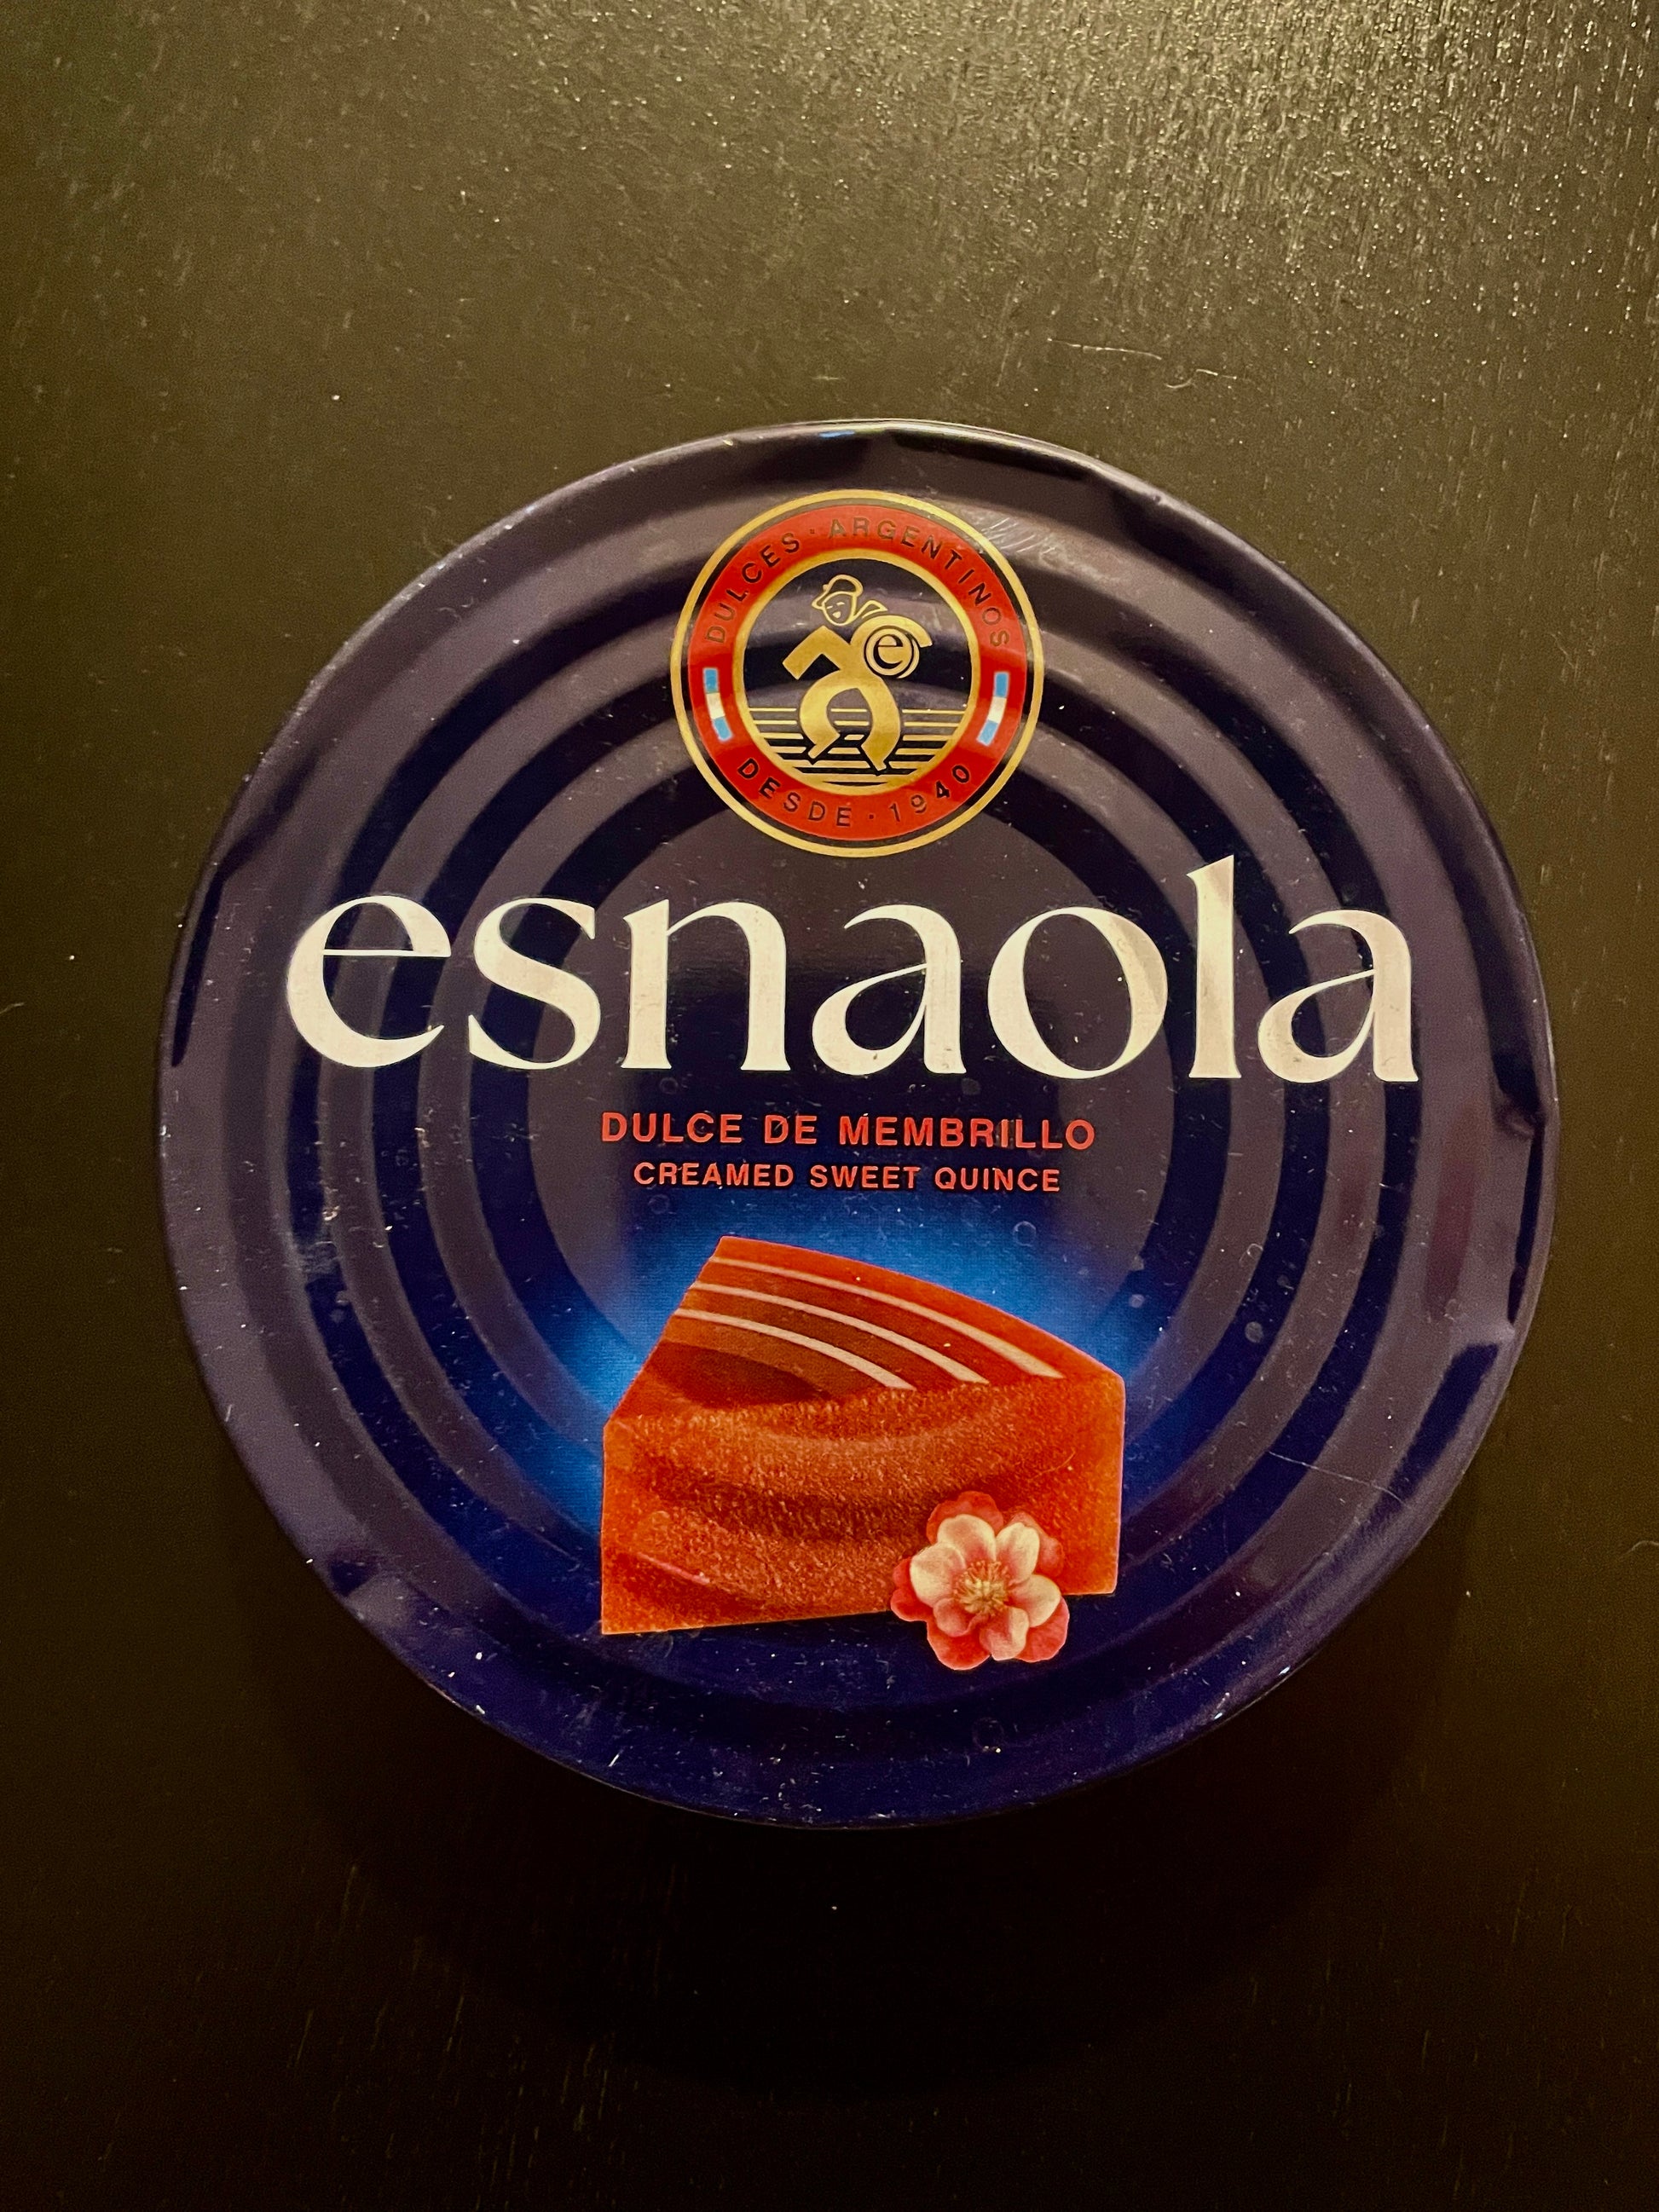 DULCES · ARGENTINOS
e
DESDE · 1940
esnaola
DULCE DE MEMBRILLO
CREAMED SWEET QUINCE